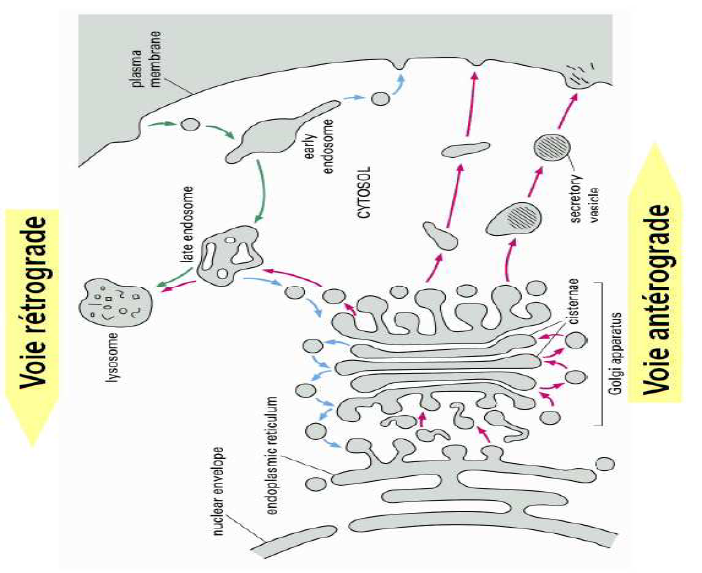 Voie rétrograde
lysosome
late endosome
plasma
membrane
early
endosome
CYTOSOL
nuclear envelope
endoplasmic reticulum
secretory
vesicle
cisternae
Golgi apparatus
Voie antérograde